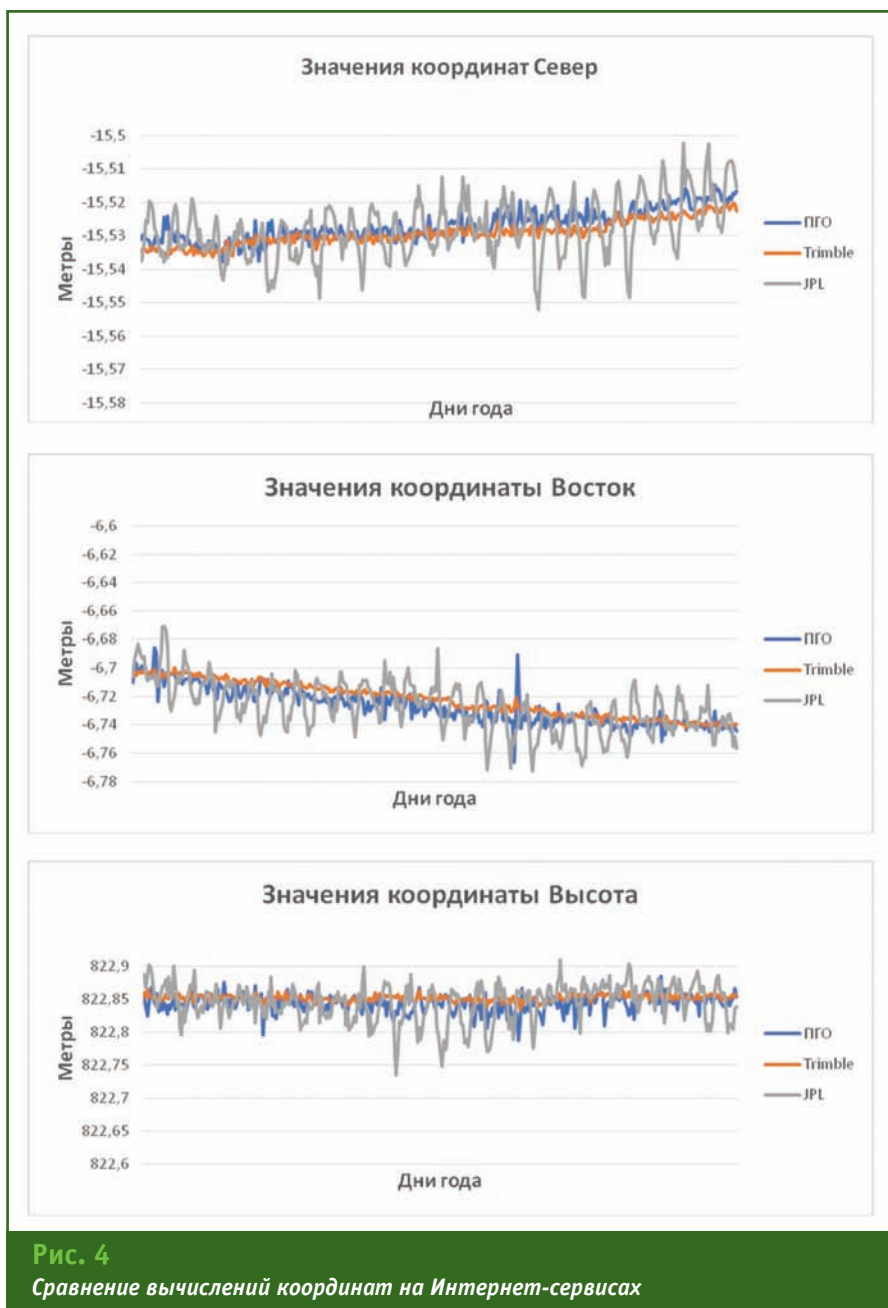 Значения координат Север
-15,5
-15,51
-15,52
-15,53
-15,54
-15,55
-15,56
-15,57
-15,58
Метры
Дни года
ПГО
Trimble
JPL
Значения координаты Восток
-6,6
-6,62
-6,64
-6,66
-6,68
-6,7
-6,72
-6,74
-6,76
-6,78
Метры
Дни года
ПГО
Trimble
JPL
Значения координаты Высота
822,9
822,85
822,8
822,75
822,7
822,65
822,6
Метры
Дни года
ПГО
Trimble
JPL
Рис. 4
Сравнение вычислений координат на Интернет-сервисах